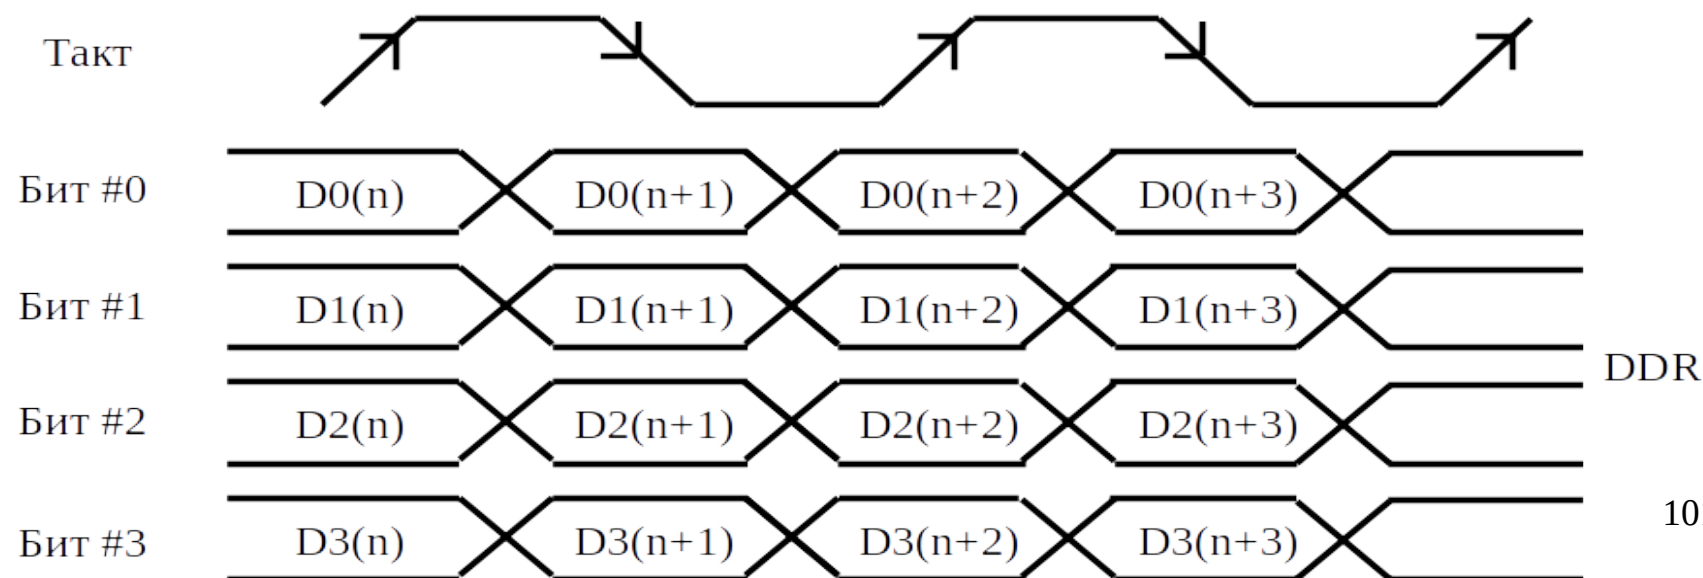 Такт
Бит #0 D0(n) D0(n+1) D0(n+2) D0(n+3)
Бит #1 D1(n) D1(n+1) D1(n+2) D1(n+3)
DDR
Бит #2 D2(n) D2(n+1) D2(n+2) D2(n+3)
10
Бит #3 D3(n) D3(n+1) D3(n+2) D3(n+3)